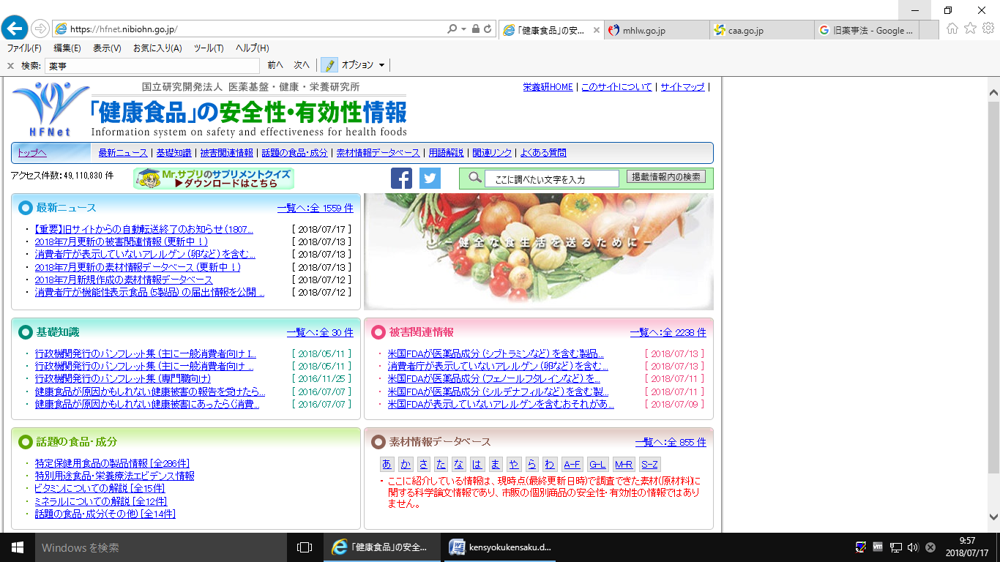 https://hfnet.nibiohn.go.jp/
「健康食品」の安...
mhlw.go.jp
caa.go.jp
旧薬事法 - Google ...
ファイル(F) 編集(E) 表示(V) お気に入り(A) ツール(T) ヘルプ(H)
検索: 薬事 前へ 次へ オプション
国立研究開発法人 医薬基盤・健康・栄養研究所
栄養研HOME | このサイトについて | サイトマップ |
HFNet
「健康食品」の安全性・有効性情報
Information system on safety and effectiveness for health foods
トップへ 最新ニュース | 基礎知識 | 被害関連情報 | 話題の食品・成分 | 素材情報データベース | 用語解説 | 関連リンク | よくある質問
アクセス件数：49,110,830 件
Mr.サプリのサプリメントクイズ
▶ダウンロードはこちら
ここに調べたい文字を入力 掲載情報内の検索
最新ニュース 一覧へ：全 1559 件
・【重要】旧サイトからの自動転送終了のお知らせ (1807... [ 2018/07/17 ]
・2018年7月更新の被害関連情報 (更新中！) [ 2018/07/13 ]
・消費者庁が表示していないアレルゲン (卵など) を含む... [ 2018/07/13 ]
・2018年7月更新の素材情報データベース (更新中！) [ 2018/07/13 ]
・2018年7月新規作成の素材情報データベース [ 2018/07/12 ]
・消費者庁が機能性表示食品 (5製品) の届出情報を公開 ... [ 2018/07/12 ]
－健全な食生活を送るために－
基礎知識 一覧へ：全 30 件
・行政機関発行のパンフレット集 (主に一般消費者向け I... [ 2018/05/11 ]
・行政機関発行のパンフレット集 (主に一般消費者向け ... [ 2018/05/11 ]
・行政機関発行のパンフレット集 (専門職向け) [ 2016/11/25 ]
・健康食品が原因かもしれない健康被害の報告を受けたら... [ 2016/07/07 ]
・健康食品が原因かもしれない健康被害にあったら(消費... [ 2016/07/07 ]
被害関連情報 一覧へ：全 2238 件
・米国FDAが医薬品成分 (シブトラミンなど) を含む製品... [ 2018/07/13 ]
・消費者庁が表示していないアレルゲン (卵など) を含む... [ 2018/07/13 ]
・米国FDAが医薬品成分 (フェノールフタレインなど) を... [ 2018/07/11 ]
・米国FDAが医薬品成分 (シルデナフィルなど) を含む製... [ 2018/07/11 ]
・米国FDAが表示していないアレルゲンを含むおそれがあ... [ 2018/07/09 ]
話題の食品・成分
・特定保健用食品の製品情報 [全286件]
・特別用途食品・栄養療法エビデンス情報
・ビタミンについての解説 [全15件]
・ミネラルについての解説 [全12件]
・話題の食品・成分(その他) [全14件]
素材情報データベース 一覧へ：全 855 件
あ か さ た な は ま や ら わ A-F G-L M-R S-Z
・ここに紹介している情報は、現時点(最終更新日時)で調査できた素材(原材料)に
関する科学論文情報であり、市販の個別商品の安全性・有効性の情報ではあり
ません。
Windows を検索
「健康食品」の安全...
kensyokukensaku.d...
9:57
2018/07/17